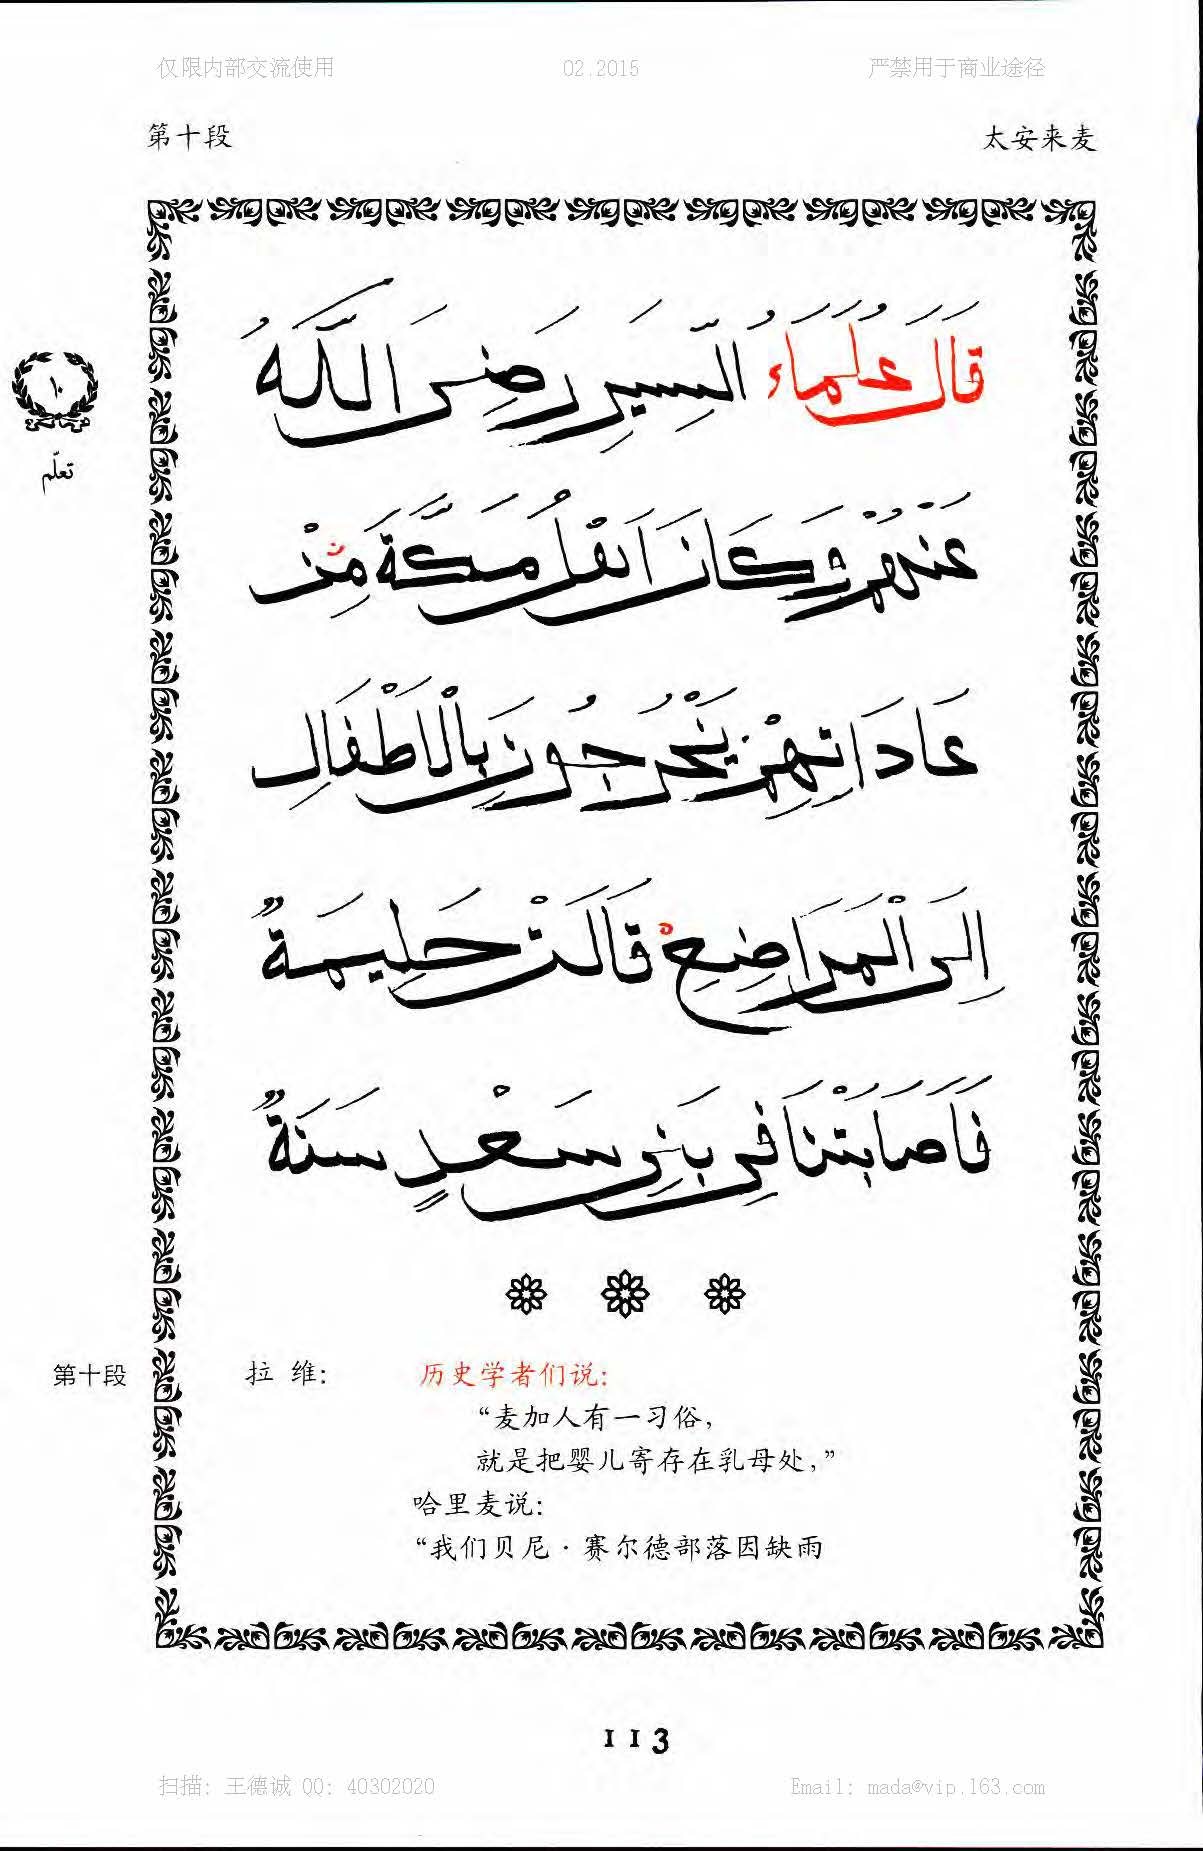 仅限内部交流使用 02.2015 严禁用于商业途径
第十段 太安来麦
قَالَ عُلَمَاءُ السِّيَرِ رَضِىَ اللّٰهُ
١٠
تعلّم
عَنْهُمْ وَكَانَ اَهْلُ مَكَّةَ مِنْ
عَادَاتِهِمْ يَخْرُجُونَ بِالْاَطْفَالِ
اِلَى الْمَرَاضِعِ قَالَتْ حَلِيمَةٌ
فَاَصَابَتْنَا فِى بَنِى سَعْدٍ سَنَةٌ
第十段
拉 维： 历史学者们说：
“麦加人有一习俗，
就是把婴儿寄存在乳母处，”
哈里麦说：
“我们贝尼·赛尔德部落因缺雨
113
扫描：王德诚 QQ：40302020 Email：mada@vip.163.com